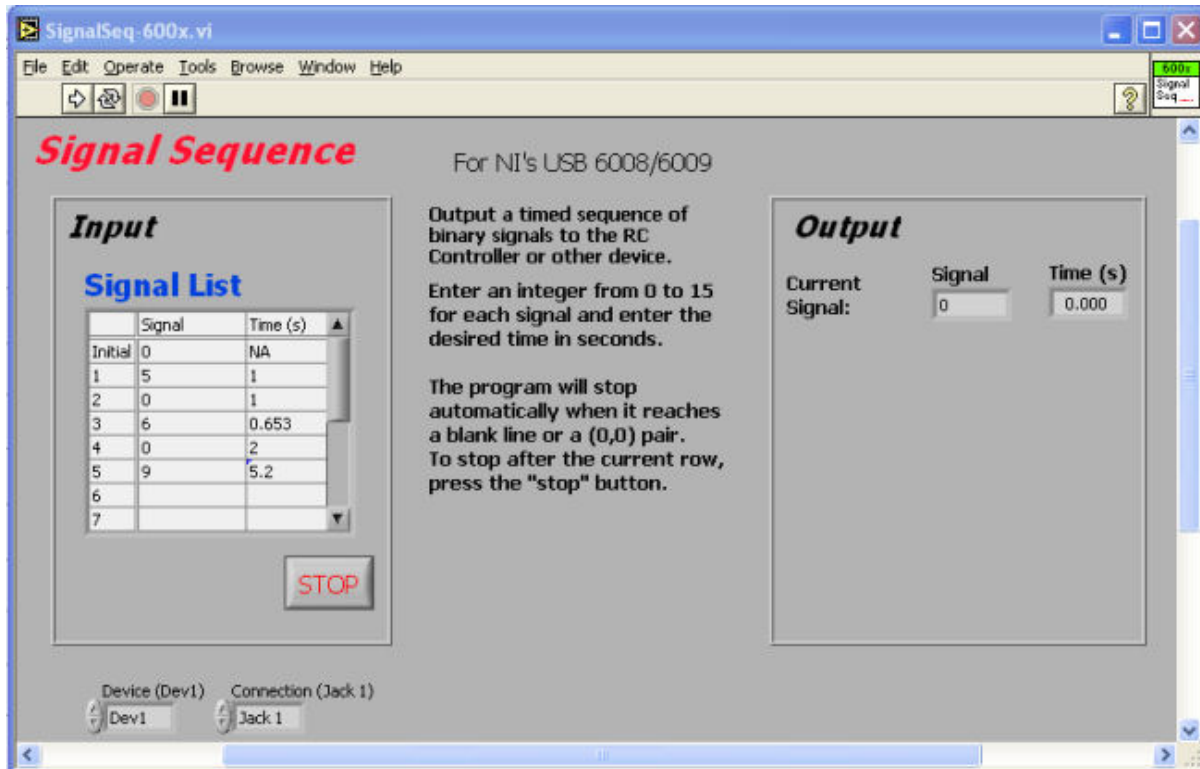 SignalSeq-600x.vi
File Edit Operate Tools Browse Window Help
600x
Signal
Seq
Signal Sequence
For NI's USB 6008/6009
Input
Signal List
Signal Time (s)
Initial 0 NA
1 5 1
2 0 1
3 6 0.653
4 0 2
5 9 5.2
6
7
STOP
Device (Dev1) Connection (Jack 1)
Dev1 Jack 1
Output a timed sequence of
binary signals to the RC
Controller or other device.
Enter an integer from 0 to 15
for each signal and enter the
desired time in seconds.
The program will stop
automatically when it reaches
a blank line or a (0,0) pair.
To stop after the current row,
press the "stop" button.
Output
Signal Time (s)
Current
Signal:
0 0.000